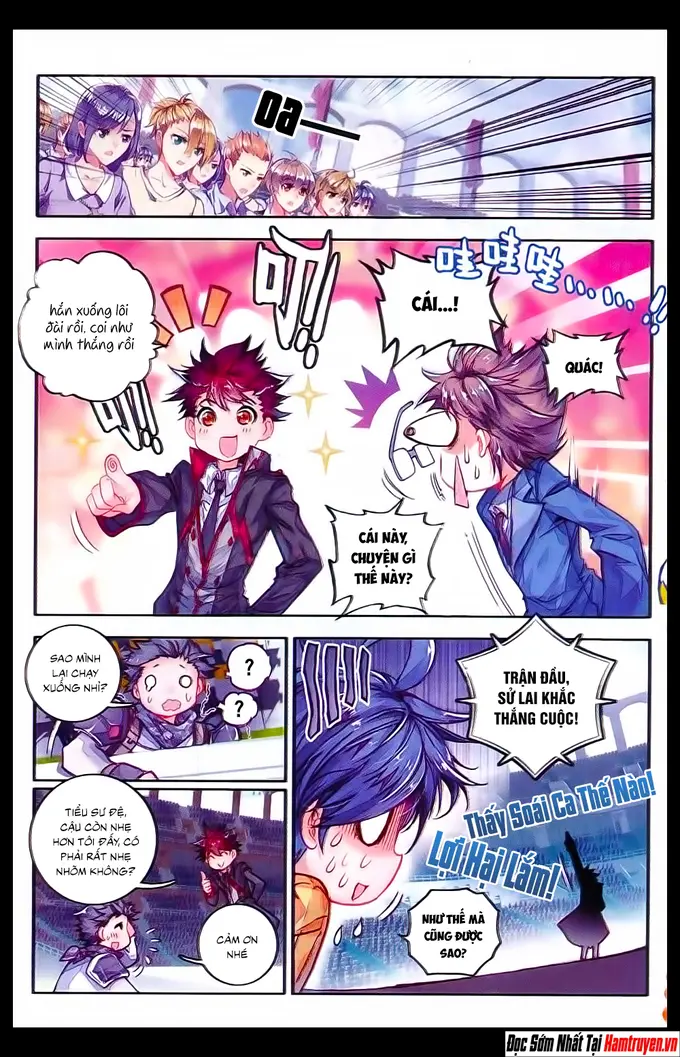 OA—
哇哇哇……!!
叮!!
CÁI...!
HẮN XUỐNG LÔI
ĐÀI RỒI, COI NHƯ
MÌNH THẮNG RỒI
QUÁC!
叮!!
叮!!
CÁI NÀY,
CHUYỆN GÌ
THẾ NÀY?
SAO MÌNH
LẠI CHẠY
XUỐNG NHỈ?
?
?
TRẬN ĐẦU,
SỬ LAI KHẮC
THẮNG CUỘC!
Thấy Soái Ca Thế Nào!
Lợi Hại Lắm!
TIỂU SƯ ĐỆ,
CẬU CÒN NHẸ
HƠN TÔI ĐẤY, CÓ
PHẢI RẤT NHẸ
NHÕM KHÔNG?
CẢM ƠN
NHÉ
NHƯ THẾ MÀ
CŨNG ĐƯỢC
SAO?
Đọc Sớm Nhất Tại Hamtruyen.vn